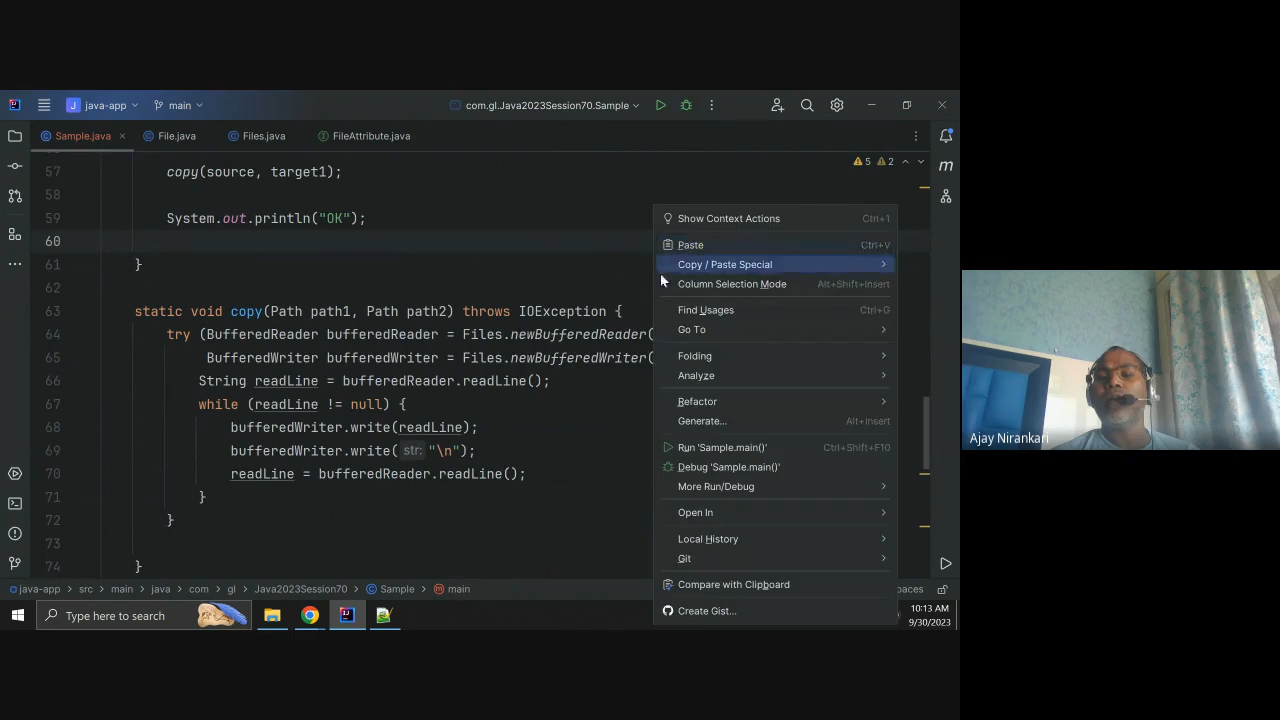 java-app
main
com.gl.Java2023Session70.Sample
Sample.java
File.java
Files.java
FileAttribute.java
5 2
57 copy(source, target1);
58
59 System.out.println("OK");
60
61 }
62
63 static void copy(Path path1, Path path2) throws IOException {
64 try (BufferedReader bufferedReader = Files.newBufferedReader(
65 BufferedWriter bufferedWriter = Files.newBufferedWriter(
66 String readLine = bufferedReader.readLine();
67 while (readLine != null) {
68 bufferedWriter.write(readLine);
69 bufferedWriter.write( str: "\n");
70 readLine = bufferedReader.readLine();
71 }
72 }
73
74 }
Show Context Actions Ctrl+1
Paste Ctrl+V
Copy / Paste Special
Column Selection Mode Alt+Shift+Insert
Find Usages Ctrl+G
Go To
Folding
Analyze
Refactor
Generate... Alt+Insert
Run 'Sample.main()' Ctrl+Shift+F10
Debug 'Sample.main()'
More Run/Debug
Open In
Local History
Git
Compare with Clipboard
Create Gist...
java-app > src > main > java > com > gl > Java2023Session70 > Sample > main
paces
Type here to search
10:13 AM
9/30/2023
Ajay Nirankari